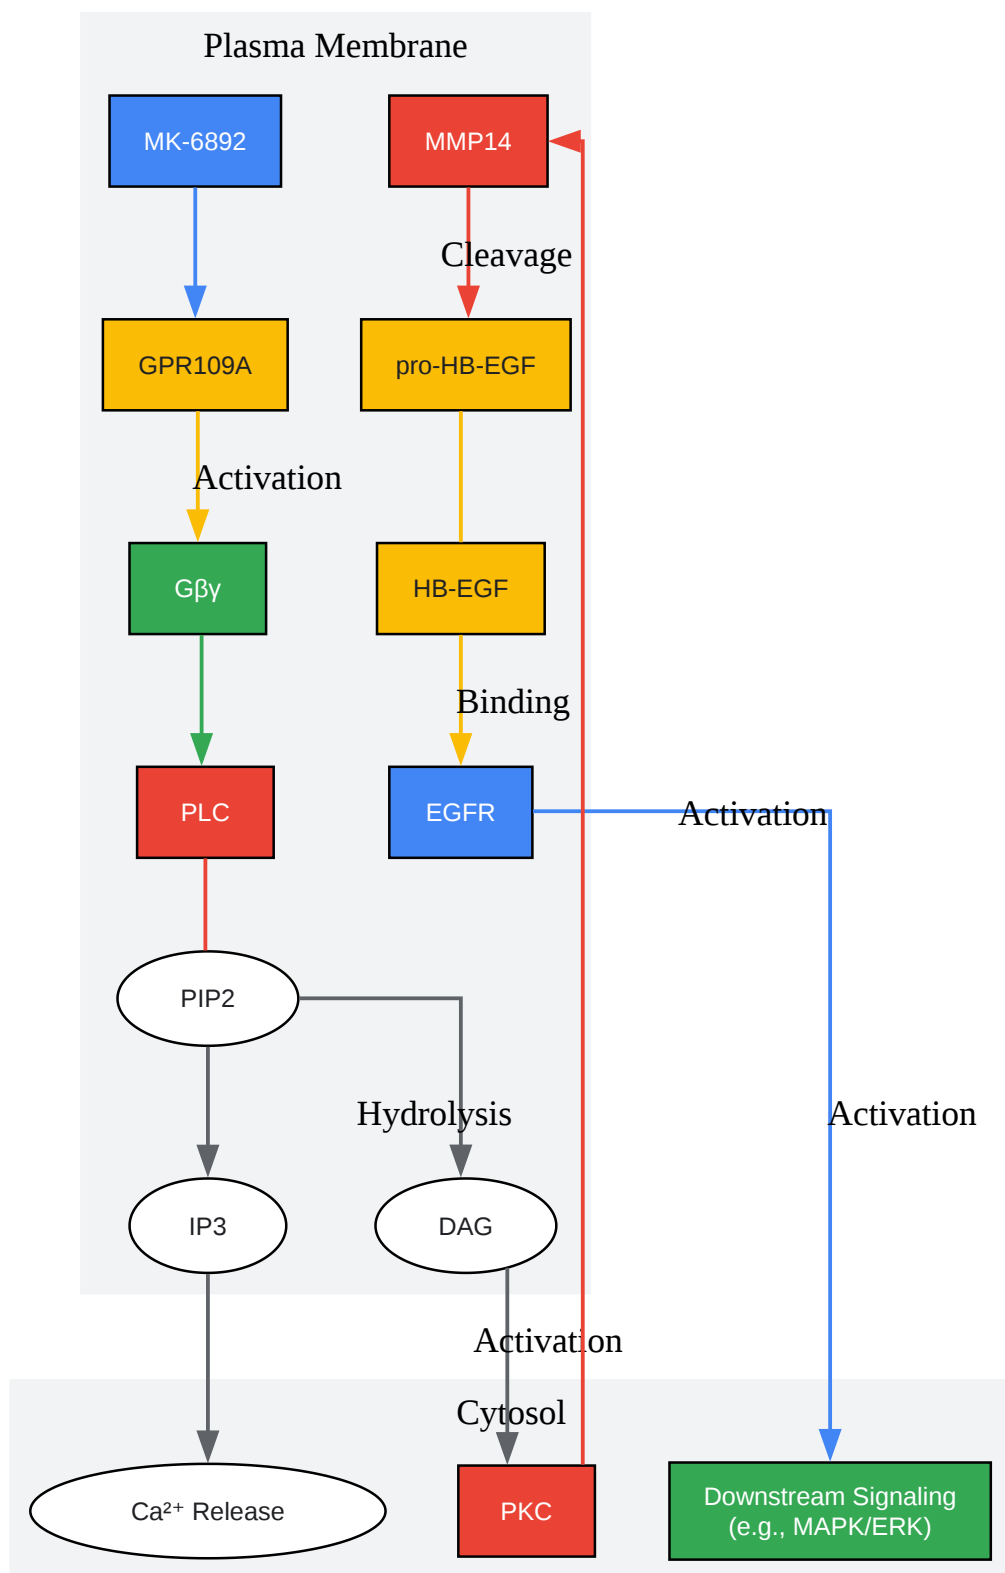 Plasma Membrane
MK-6892
MMP14
Cleavage
GPR109A
pro-HB-EGF
Activation
Gβγ
HB-EGF
Binding
PLC
EGFR
Activation
PIP2
Hydrolysis
Activation
IP3
DAG
Activation
Cytosol
Ca²⁺ Release
PKC
Downstream Signaling
(e.g., MAPK/ERK)